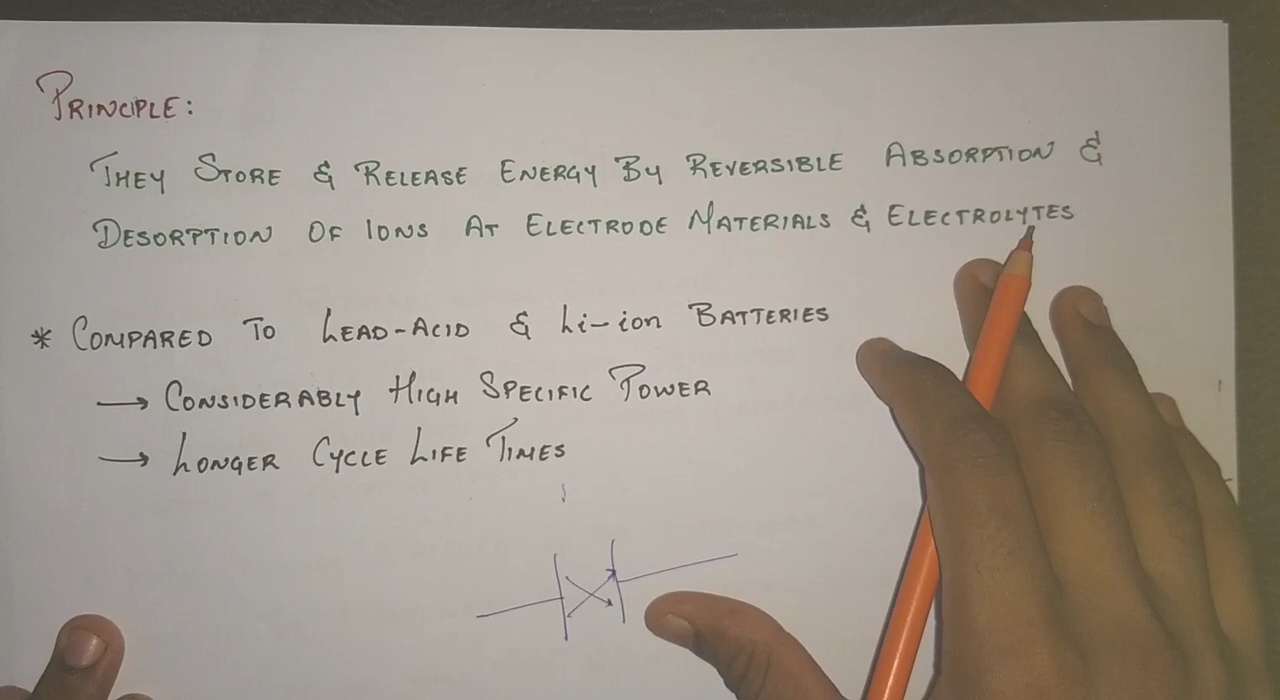 PRINCIPLE:
THEY STORE & RELEASE ENERGY BY REVERSIBLE ABSORPTION &
DESORPTION OF IONS AT ELECTRODE MATERIALS & ELECTROLYTES
* COMPARED TO LEAD-ACID & Li-ion BATTERIES
→ CONSIDERABLY HIGH SPECIFIC POWER
→ LONGER CYCLE LIFE TIMES